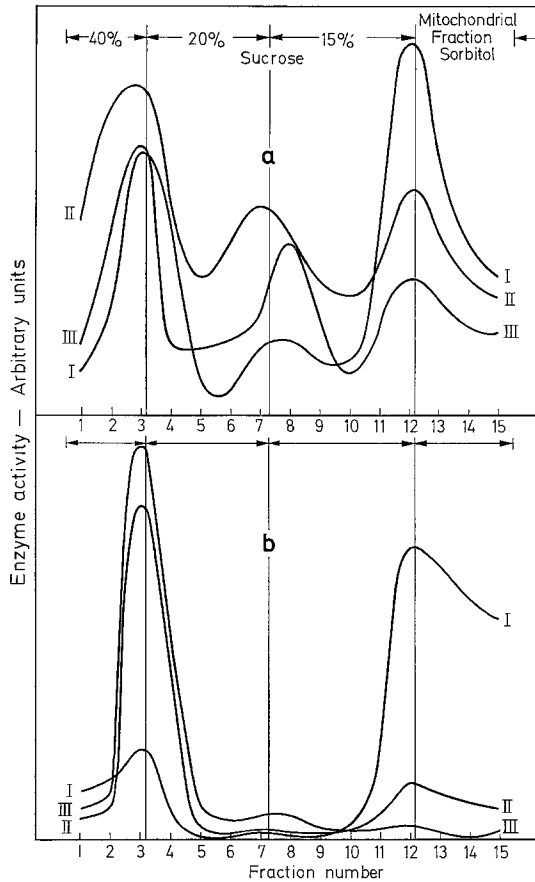 Mitochondrial
40% 20% 15% Fraction
Sucrose Sorbitol
a
II
III
I
I
II
III
1 2 3 4 5 6 7 8 9 10 11 12 13 14 15
b
I
III
II
I
II
III
1 2 3 4 5 6 7 8 9 10 11 12 13 14 15
Fraction number
Enzyme activity — Arbitrary units